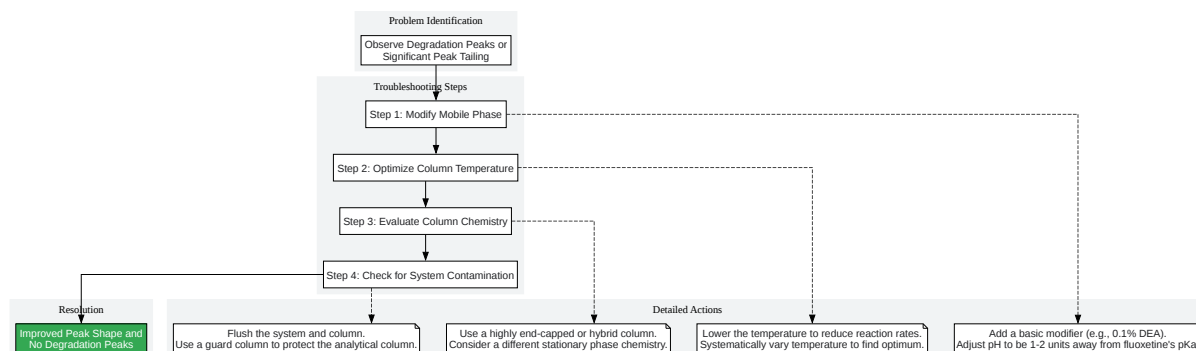 Problem Identification
Observe Degradation Peaks or
Significant Peak Tailing
Troubleshooting Steps
Step 1: Modify Mobile Phase
Step 2: Optimize Column Temperature
Step 3: Evaluate Column Chemistry
Step 4: Check for System Contamination
Resolution
Improved Peak Shape and
No Degradation Peaks
Detailed Actions
Flush the system and column.
Use a guard column to protect the analytical column.
Use a highly end-capped or hybrid column.
Consider a different stationary phase chemistry.
Lower the temperature to reduce reaction rates.
Systematically vary temperature to find optimum.
Add a basic modifier (e.g., 0.1% DEA).
Adjust pH to be 1-2 units away from fluoxetine's pKa